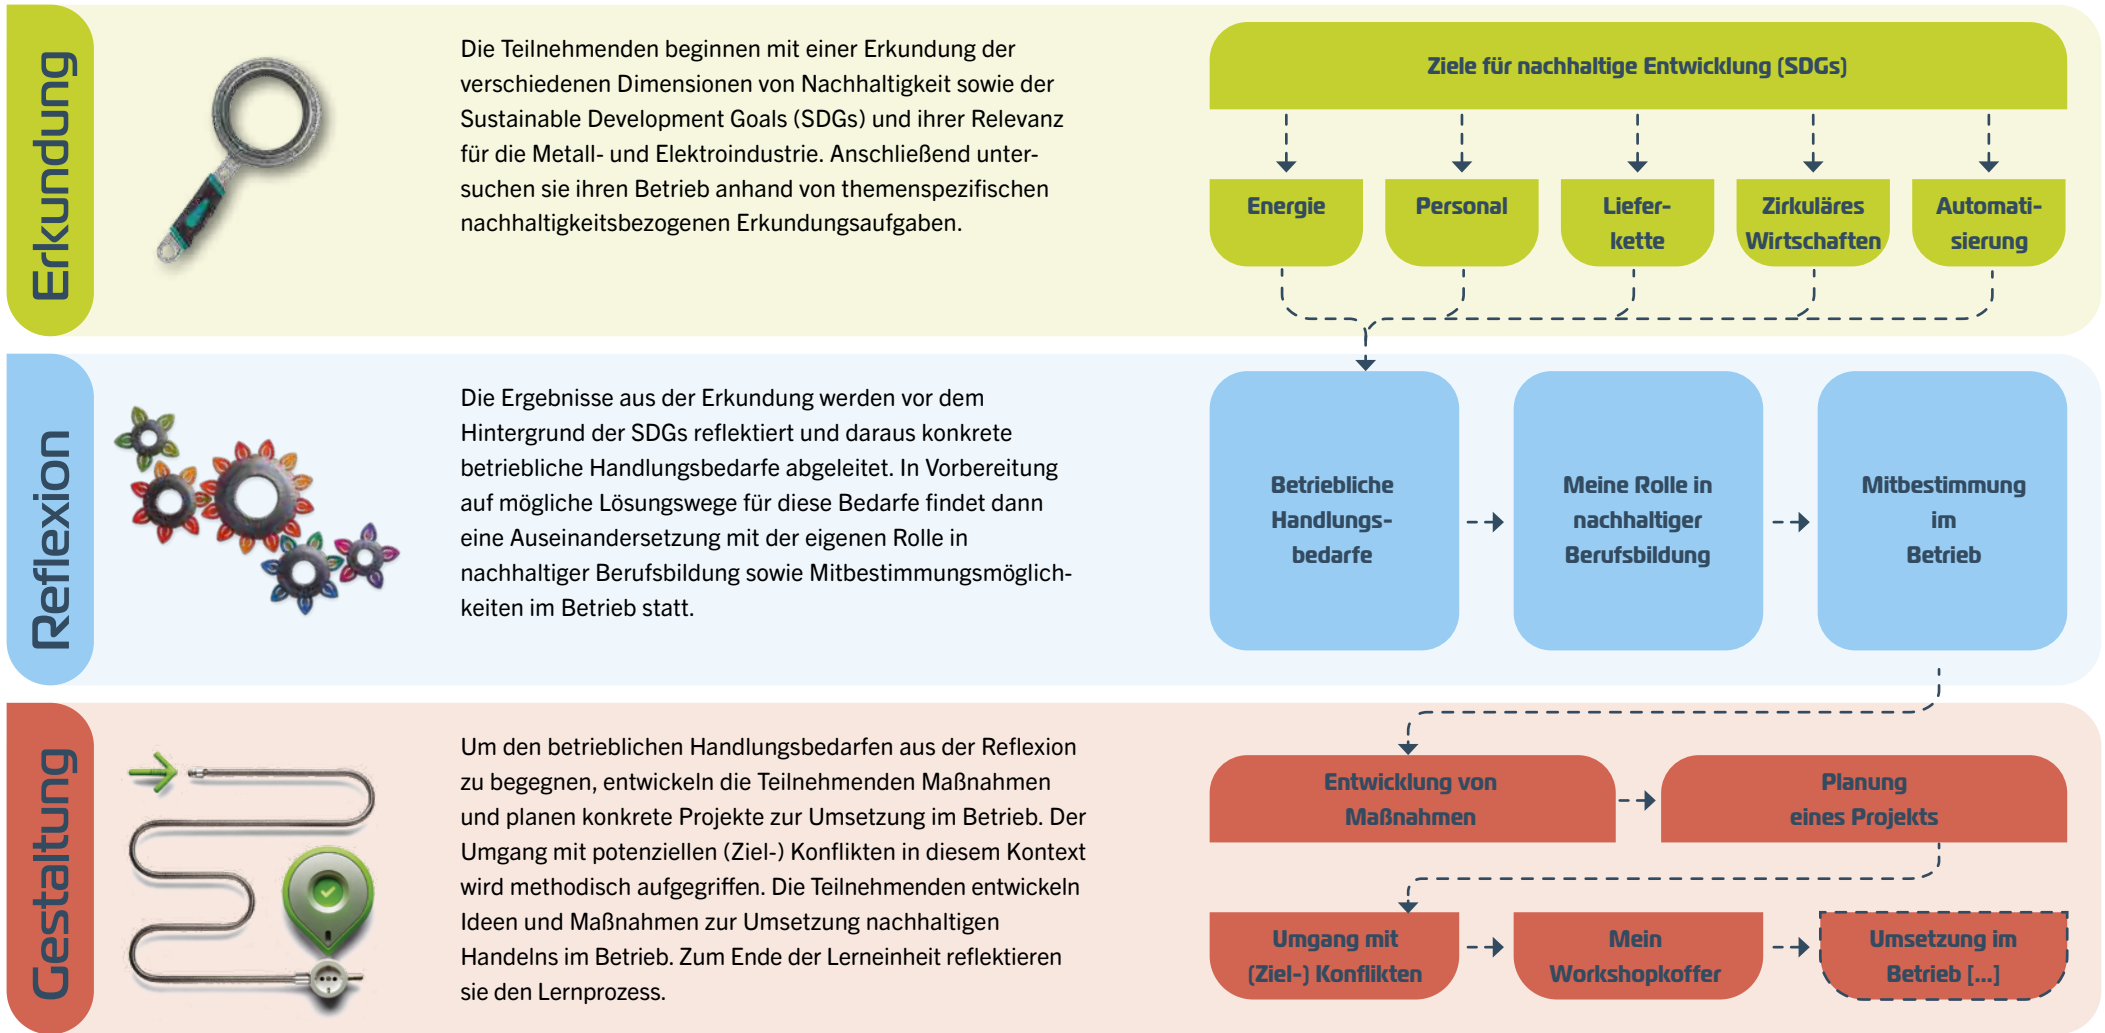 Erkundung
Die Teilnehmenden beginnen mit einer Erkundung der
verschiedenen Dimensionen von Nachhaltigkeit sowie der
Sustainable Development Goals (SDGs) und ihrer Relevanz
für die Metall- und Elektroindustrie. Anschließend unter-
suchen sie ihren Betrieb anhand von themenspezifischen
nachhaltigkeitsbezogenen Erkundungsaufgaben.
Ziele für nachhaltige Entwicklung (SDGs)
Energie
Personal
Liefer-
kette
Zirkuläres
Wirtschaften
Automati-
sierung
Reflexion
Die Ergebnisse aus der Erkundung werden vor dem
Hintergrund der SDGs reflektiert und daraus konkrete
betriebliche Handlungsbedarfe abgeleitet. In Vorbereitung
auf mögliche Lösungswege für diese Bedarfe findet dann
eine Auseinandersetzung mit der eigenen Rolle in
nachhaltiger Berufsbildung sowie Mitbestimmungsmöglich-
keiten im Betrieb statt.
Betriebliche
Handlungs-
bedarfe
Meine Rolle in
nachhaltiger
Berufsbildung
Mitbestimmung
im
Betrieb
Gestaltung
Um den betrieblichen Handlungsbedarfen aus der Reflexion
zu begegnen, entwickeln die Teilnehmenden Maßnahmen
und planen konkrete Projekte zur Umsetzung im Betrieb. Der
Umgang mit potenziellen (Ziel-) Konflikten in diesem Kontext
wird methodisch aufgegriffen. Die Teilnehmenden entwickeln
Ideen und Maßnahmen zur Umsetzung nachhaltigen
Handelns im Betrieb. Zum Ende der Lerneinheit reflektieren
sie den Lernprozess.
Entwicklung von
Maßnahmen
Planung
eines Projekts
Umgang mit
(Ziel-) Konflikten
Mein
Workshopkoffer
Umsetzung im
Betrieb [...]